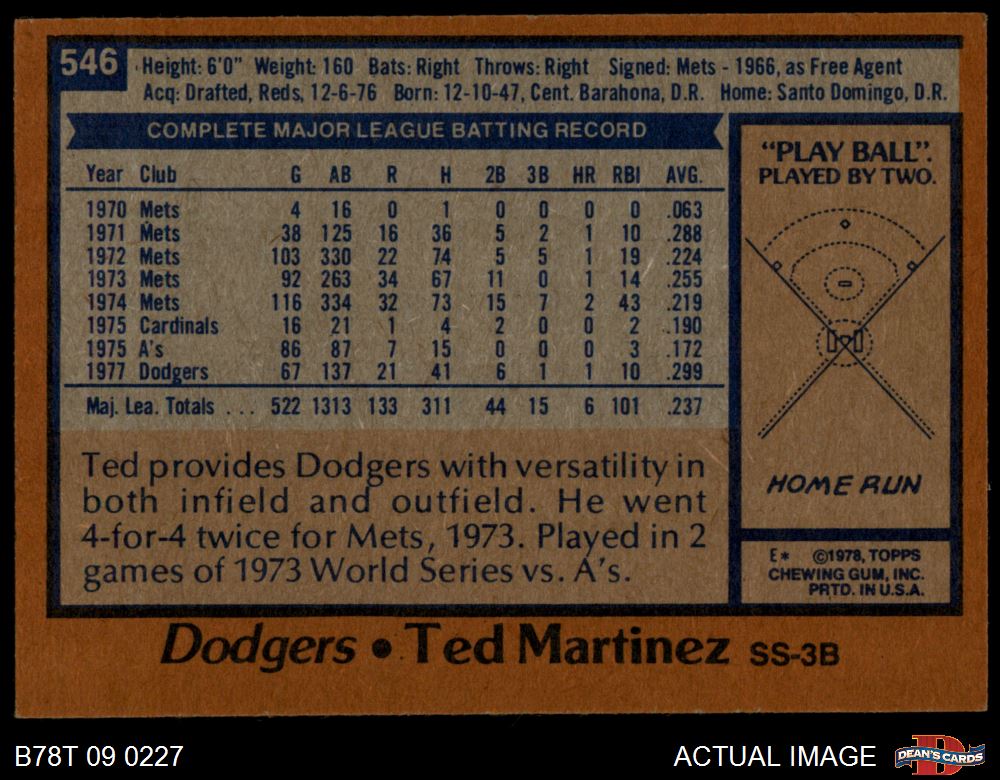 546
Height: 6'0" Weight: 160 Bats: Right Throws: Right Signed: Mets - 1966, as Free Agent
Acq: Drafted, Reds, 12-6-76 Born: 12-10-47, Cent. Barahona, D.R. Home: Santo Domingo, D.R.
COMPLETE MAJOR LEAGUE BATTING RECORD
Year Club G AB R H 2B 3B HR RBI AVG.
1970 Mets 4 16 0 1 0 0 0 0 .063
1971 Mets 38 125 16 36 5 2 1 10 .288
1972 Mets 103 330 22 74 5 5 1 19 .224
1973 Mets 92 263 34 67 11 0 1 14 .255
1974 Mets 116 334 32 73 15 7 2 43 .219
1975 Cardinals 16 21 1 4 2 0 0 2 .190
1975 A's 86 87 7 15 0 0 0 3 .172
1977 Dodgers 67 137 21 41 6 1 1 10 .299
Maj. Lea. Totals . . . 522 1313 133 311 44 15 6 101 .237
Ted provides Dodgers with versatility in
both infield and outfield. He went
4-for-4 twice for Mets, 1973. Played in 2
games of 1973 World Series vs. A's.
"PLAY BALL".
PLAYED BY TWO.
HOME RUN
E* ©1978, TOPPS
CHEWING GUM, INC.
PRTD. IN U.S.A.
Dodgers • Ted Martinez SS-3B
B78T 09 0227
ACTUAL IMAGE
D
DEAN'S CARDS